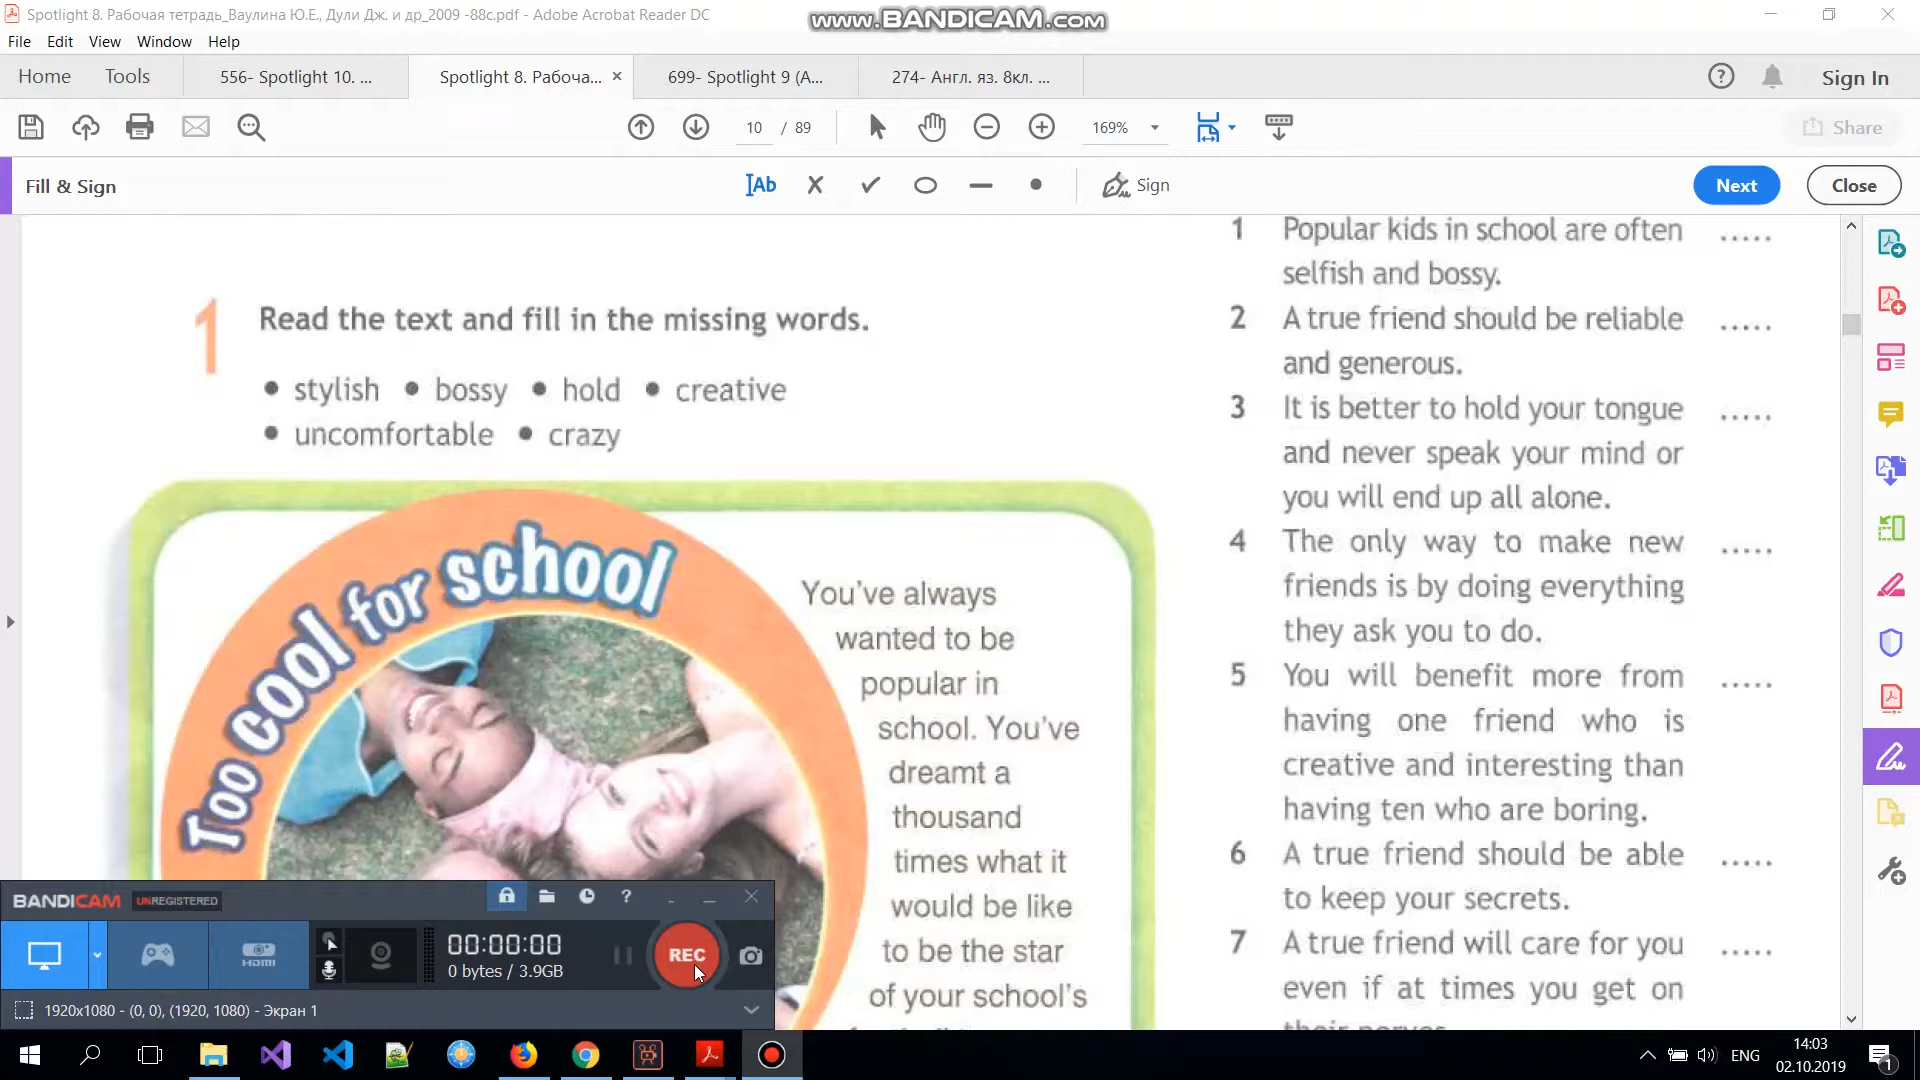 Spotlight 8. Рабочая тетрадь_Ваулина Ю.Е., Дули Дж. и др_2009 -88с.pdf - Adobe Acrobat Reader DC
www.BANDICAM.com
File Edit View Window Help
Home Tools 556- Spotlight 10. ... Spotlight 8. Рабоча... × 699- Spotlight 9 (A... 274- Англ. яз. 8кл. ... Sign In
10 / 89 169% Share
Fill & Sign Ab Sign Next Close
1 Read the text and fill in the missing words.
• stylish • bossy • hold • creative
• uncomfortable • crazy
Too cool for school
You've always
wanted to be
popular in
school. You've
dreamt a
thousand
times what it
would be like
to be the star
of your school's
1 Popular kids in school are often .....
selfish and bossy.
2 A true friend should be reliable .....
and generous.
3 It is better to hold your tongue .....
and never speak your mind or
you will end up all alone.
4 The only way to make new .....
friends is by doing everything
they ask you to do.
5 You will benefit more from .....
having one friend who is
creative and interesting than
having ten who are boring.
6 A true friend should be able .....
to keep your secrets.
7 A true friend will care for you .....
even if at times you get on
their nerves
BANDICAM UNREGISTERED
HDMI
00:00:00
0 bytes / 3.9GB
REC
1920x1080 - (0, 0), (1920, 1080) - Экран 1
ENG
14:03
02.10.2019
1